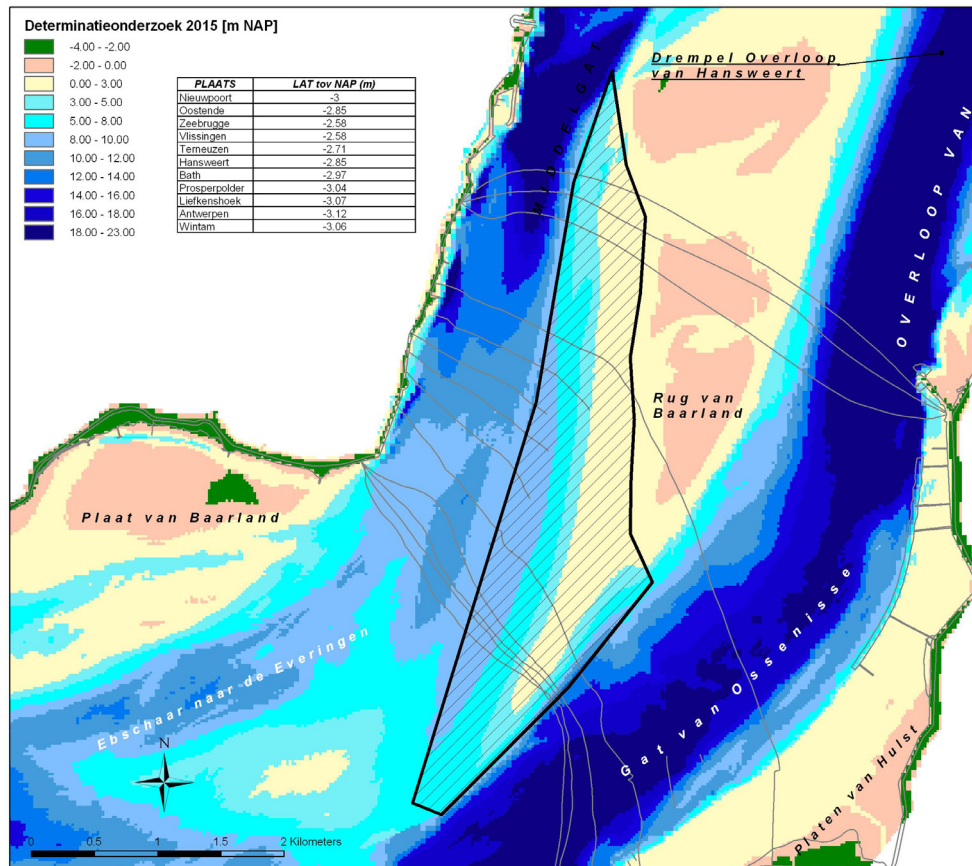 Determinatieonderzoek 2015 [m NAP]
-4.00 - -2.00
-2.00 - 0.00
0.00 - 3.00
3.00 - 5.00
5.00 - 8.00
8.00 - 10.00
10.00 - 12.00
12.00 - 14.00
14.00 - 16.00
16.00 - 18.00
18.00 - 23.00
PLAATS LAT tov NAP (m)
Nieuwpoort -3
Oostende -2.85
Zeebrugge -2.58
Vlissingen -2.58
Terneuzen -2.71
Hansweert -2.85
Bath -2.97
Prosperpolder -3.04
Liefkenshoek -3.07
Antwerpen -3.12
Wintam -3.06
MIDDELGAT
Drempel Overloop
van Hansweert
OVERLOOP VAN
Rug van
Baarland
Plaat van Baarland
Ebschaar naar de Everingen
Gat van Ossenisse
Platen van Hulst
N
0 0.5 1 2 Kilometers